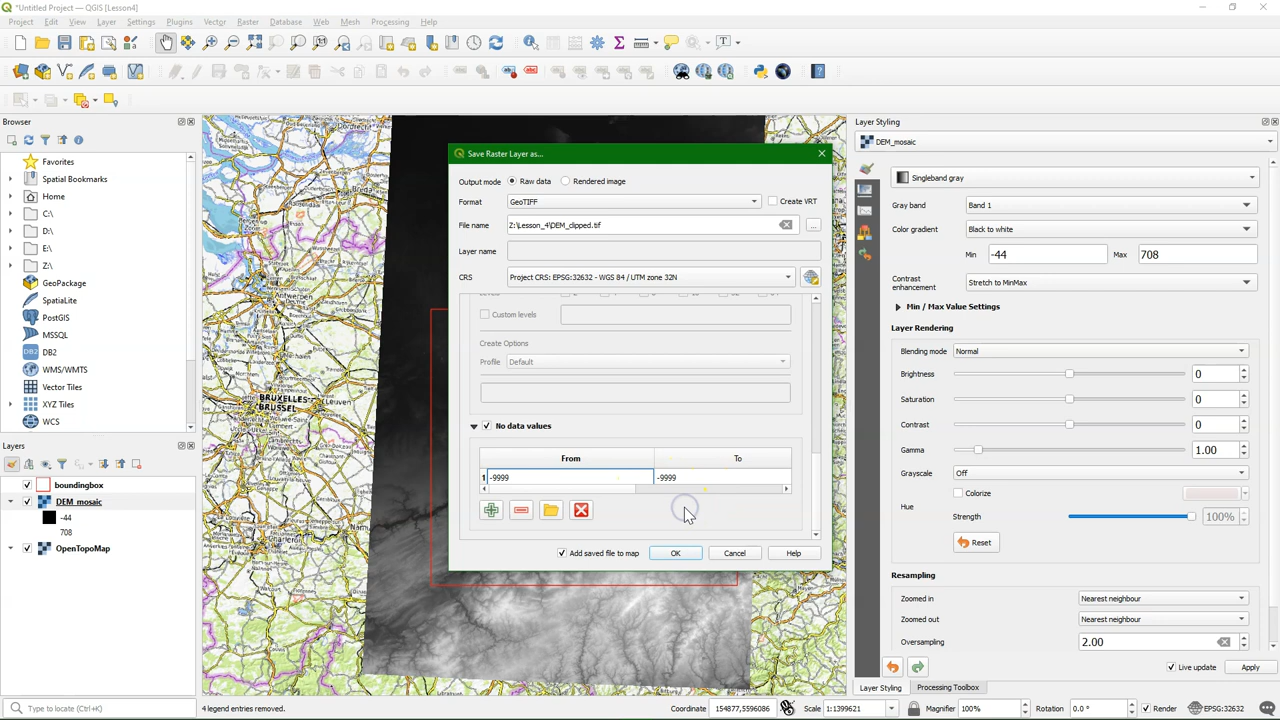 *Untitled Project — QGIS [Lesson4]
Project Edit View Layer Settings Plugins Vector Raster Database Web Mesh Processing Help
Browser
Favorites
Spatial Bookmarks
Home
C:\
D:\
E:\
Z:\
GeoPackage
SpatiaLite
PostGIS
MSSQL
DB2
WMS/WMTS
Vector Tiles
XYZ Tiles
WCS
Layers
boundingbox
DEM_mosaic
-44
708
OpenTopoMap
Antwerpen
BRUXELLES-
BRUSSEL
Save Raster Layer as...
Output mode Raw data Rendered image
Format GeoTIFF Create VRT
File name Z:\Lesson_4\DEM_clipped.tif ...
Layer name
CRS Project CRS: EPSG:32632 - WGS 84 / UTM zone 32N
Custom levels
Create Options
Profile Default
No data values
From To
1 -9999 -9999
Add saved file to map OK Cancel Help
Layer Styling
DEM_mosaic
Singleband gray
Gray band Band 1
Color gradient Black to white
Min -44 Max 708
Contrast
enhancement Stretch to MinMax
Min / Max Value Settings
Layer Rendering
Blending mode Normal
Brightness 0
Saturation 0
Contrast 0
Gamma 1.00
Grayscale Off
Hue Colorize
Strength 100%
Reset
Resampling
Zoomed in Nearest neighbour
Zoomed out Nearest neighbour
Oversampling 2.00
Live update Apply
Layer Styling Processing Toolbox
Type to locate (Ctrl+K) 4 legend entries removed. Coordinate 154877,5596086 Scale 1:1399621 Magnifier 100% Rotation 0.0 ° Render EPSG:32632